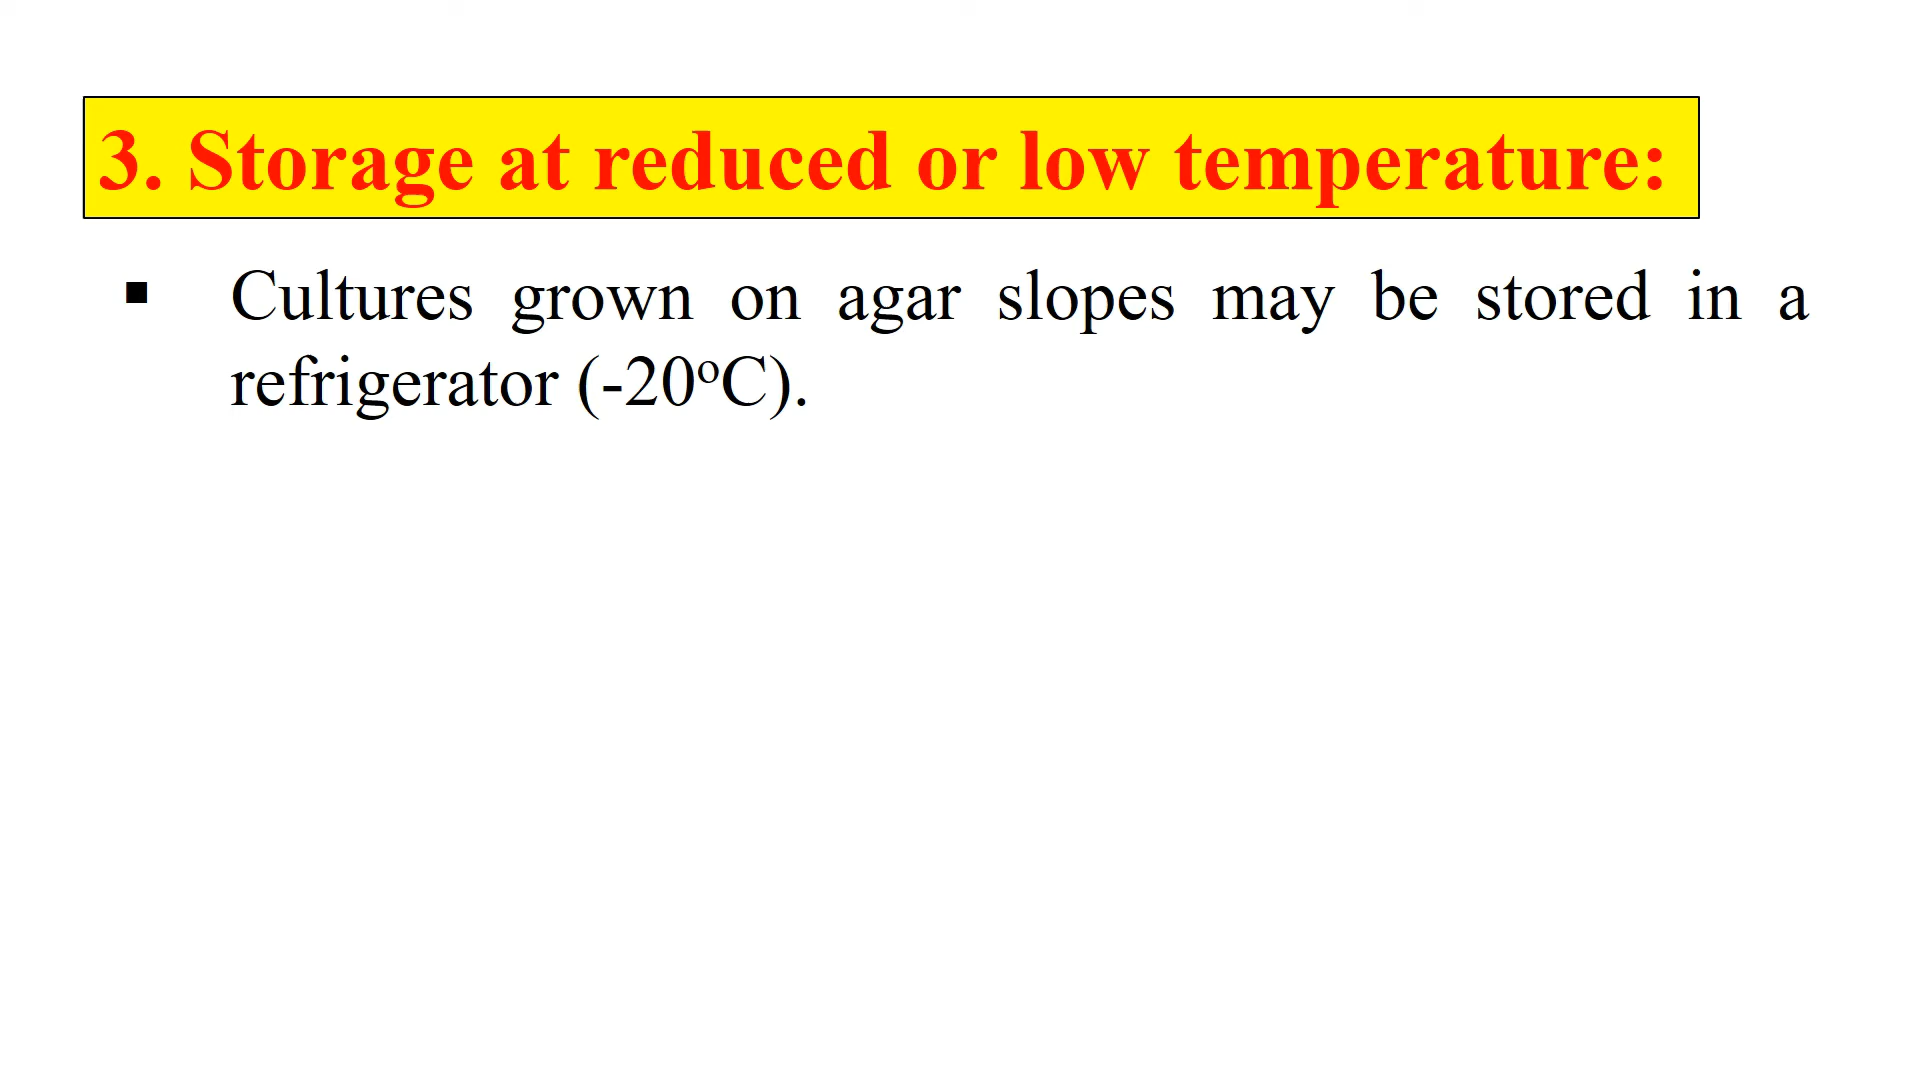 3. Storage at reduced or low temperature:
▪ Cultures grown on agar slopes may be stored in a
refrigerator (-20ºC).